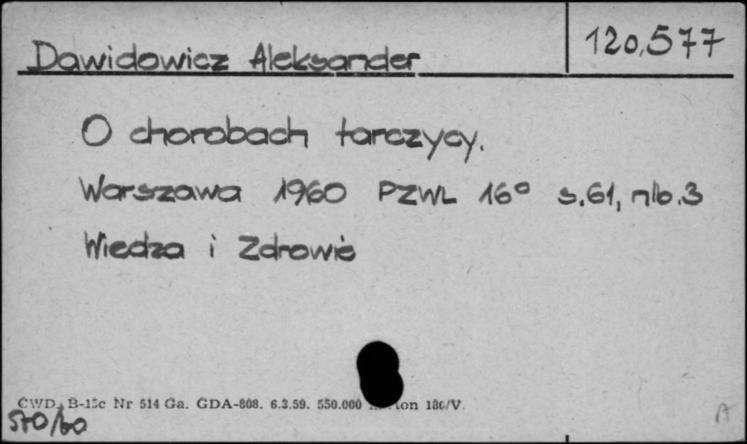 Dawidowicz Aleksander
120,577
O chorobach tarczycy.
Warszawa 1960 PZWL 16° s.61, nlb.3
Wiedza i Zdrowie
CWD. B-15c Nr 514 Ga. GDA-808. 6.3.59. 550.000 180/V.
570/60
A